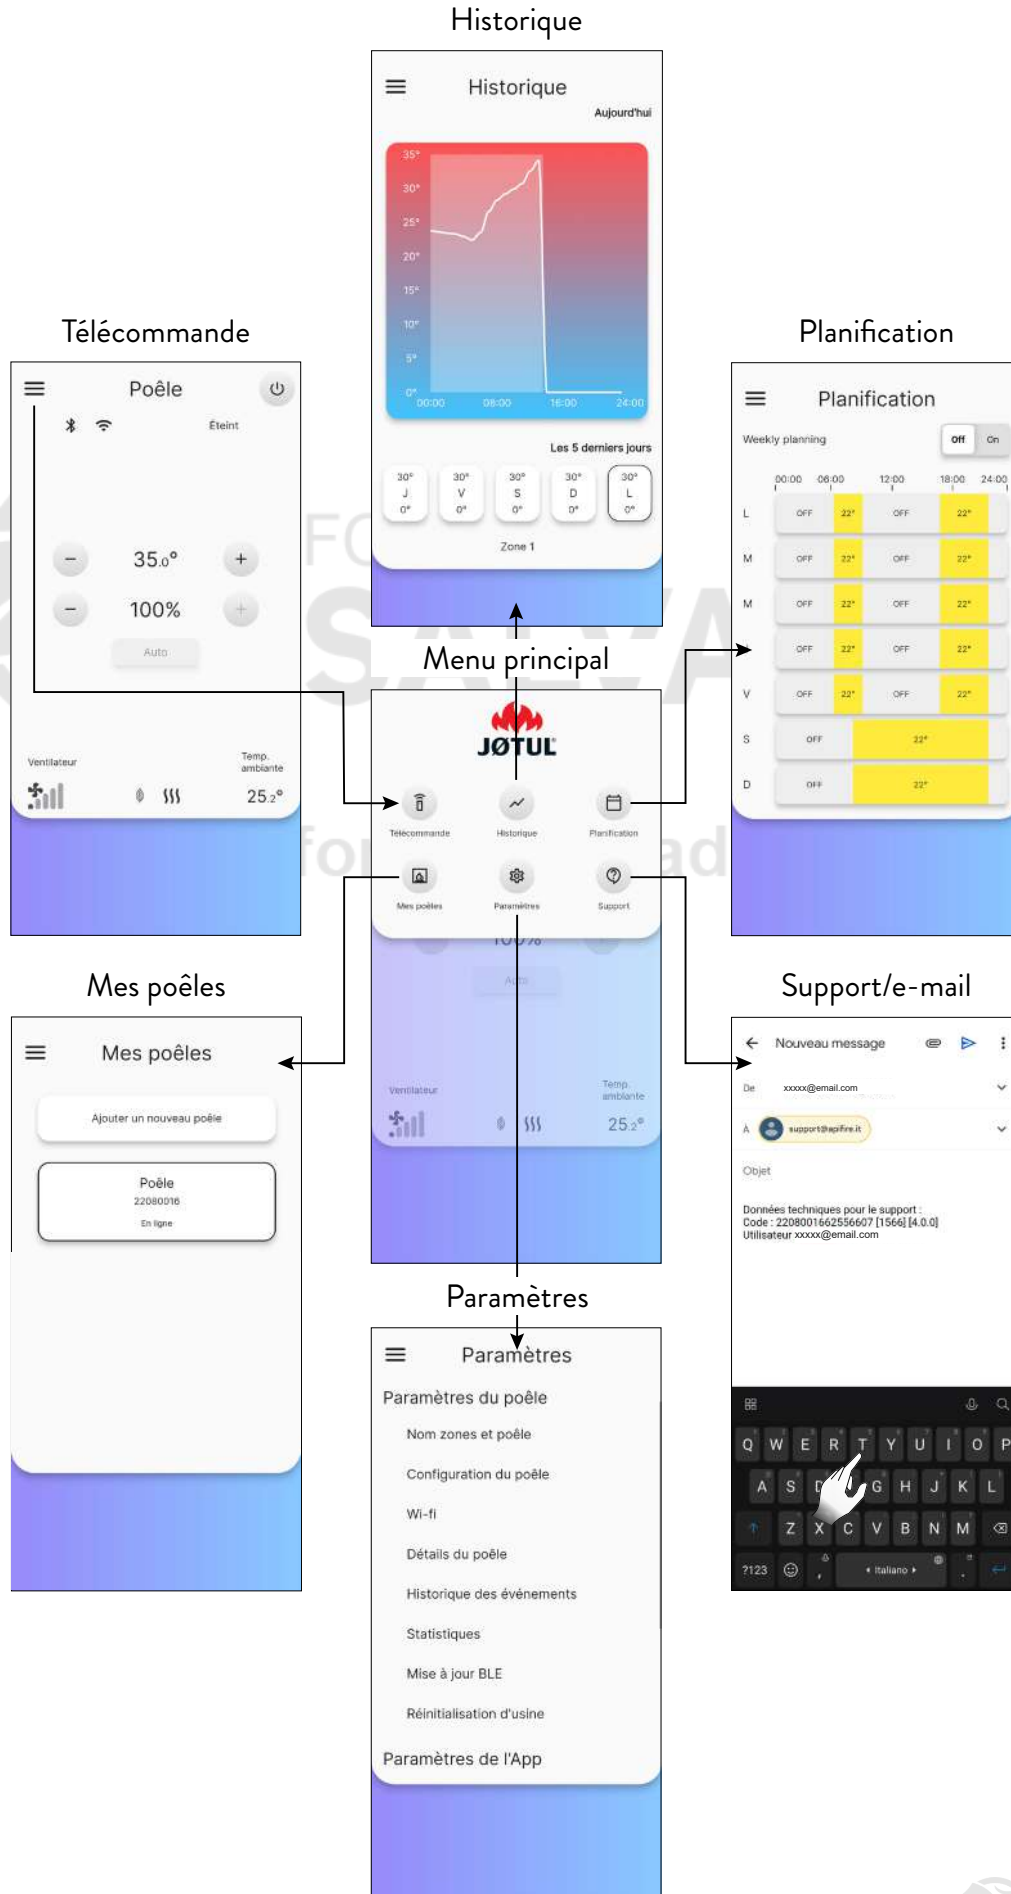 Historique
Historique
Aujourd'hui
35°
30°
25°
20°
15°
10°
5°
0°
00:00 08:00 16:00 24:00
Les 5 derniers jours
30° 30° 30° 30° 30°
J V S D L
0° 0° 0° 0° 0°
Zone 1
Télécommande
Poêle
Éteint
35.0°
100%
Auto
Ventilateur
Temp.
ambiante
25.2°
Planification
Planification
Weekly planning Off On
00:00 06:00 12:00 18:00 24:00
L OFF 22° OFF 22°
M OFF 22° OFF 22°
M OFF 22° OFF 22°
OFF 22° OFF 22°
V OFF 22° OFF 22°
S OFF 22°
D OFF 22°
Menu principal
JØTUL
Télécommande Historique Planification
Mes poêles Paramètres Support
100%
Auto
Ventilateur
Temp.
ambiante
25.2°
Mes poêles
Mes poêles
Ajouter un nouveau poêle
Poêle
22080016
En ligne
Support/e-mail
Nouveau message
De xxxxx@email.com
À support@apifire.it
Objet
Données techniques pour le support :
Code : 2208001662556607 [1566] [4.0.0]
Utilisateur xxxxx@email.com
Q W E R T Y U I O P
A S D G H J K L
Z X C V B N M
?123 , Italiano .
Paramètres
Paramètres
Paramètres du poêle
Nom zones et poêle
Configuration du poêle
Wi-fi
Détails du poêle
Historique des événements
Statistiques
Mise à jour BLE
Réinitialisation d'usine
Paramètres de l'App